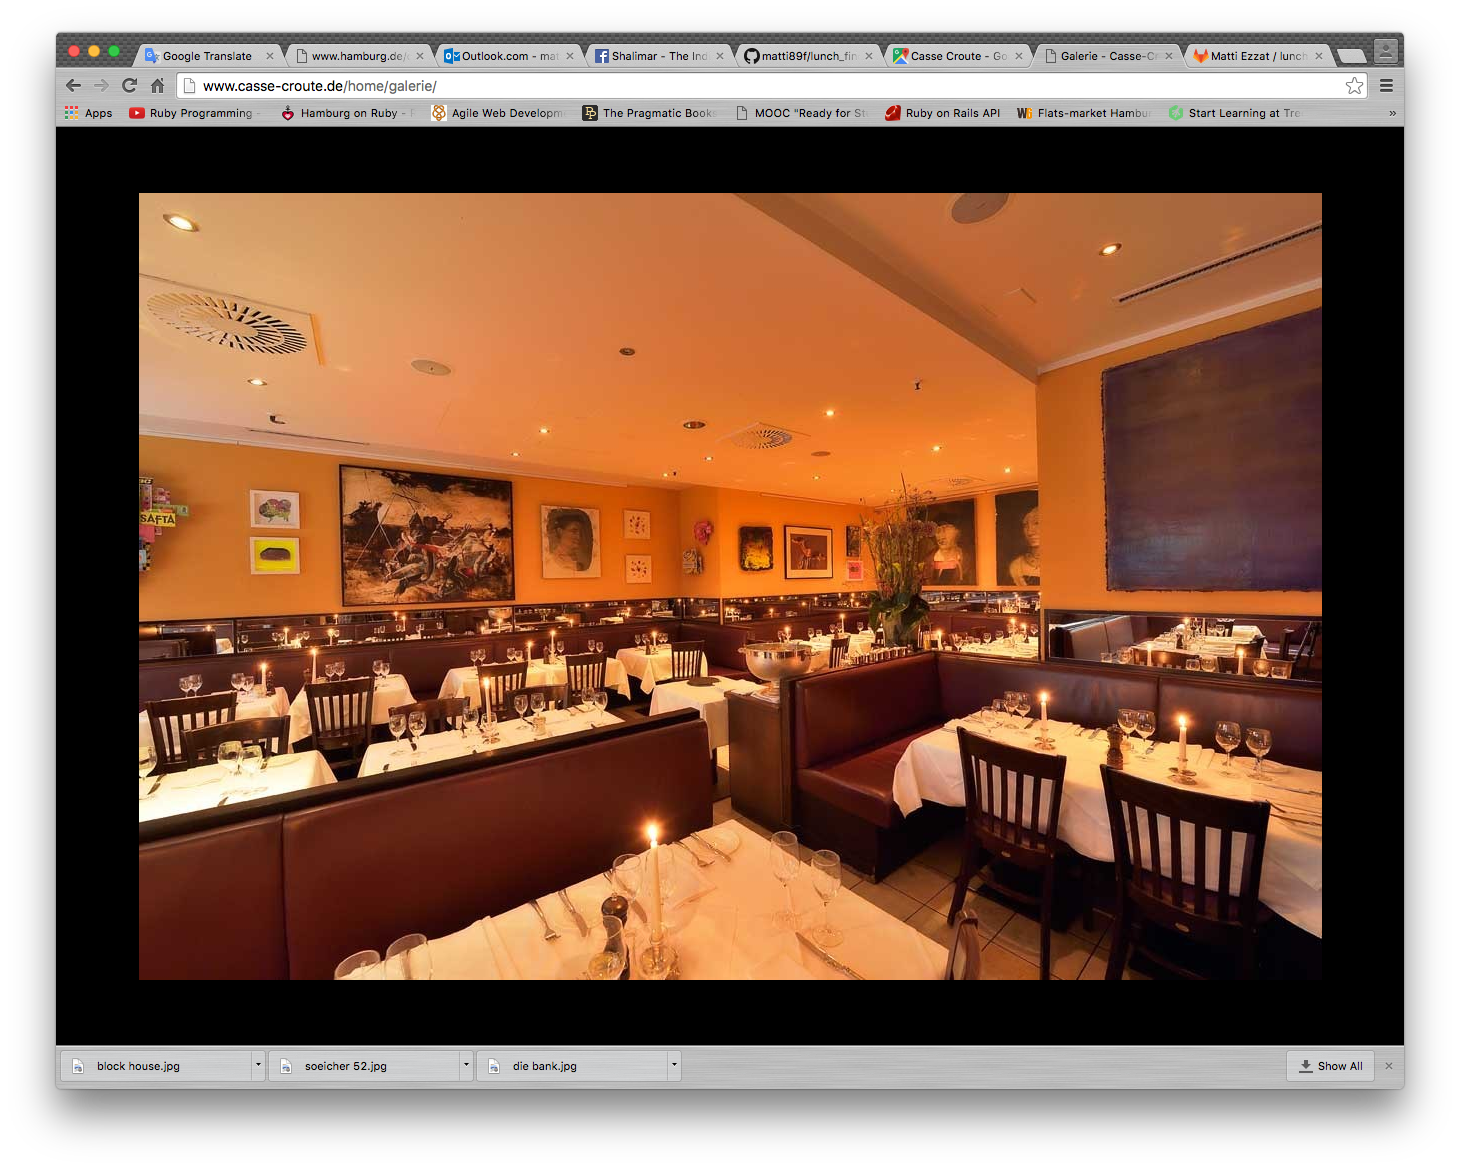 Google Translate
www.hamburg.de/
Outlook.com - mat
Shalimar - The Indi
matti89f/lunch_fin
Casse Croute - Go
Galerie - Casse-C
Matti Ezzat / lunch
www.casse-croute.de/home/galerie/
Apps
Ruby Programming -
Hamburg on Ruby -
Agile Web Developm
The Pragmatic Books
MOOC "Ready for St
Ruby on Rails API
Flats-market Hambu
Start Learning at Tre
»
SAFTA
block house.jpg
soeicher 52.jpg
die bank.jpg
Show All